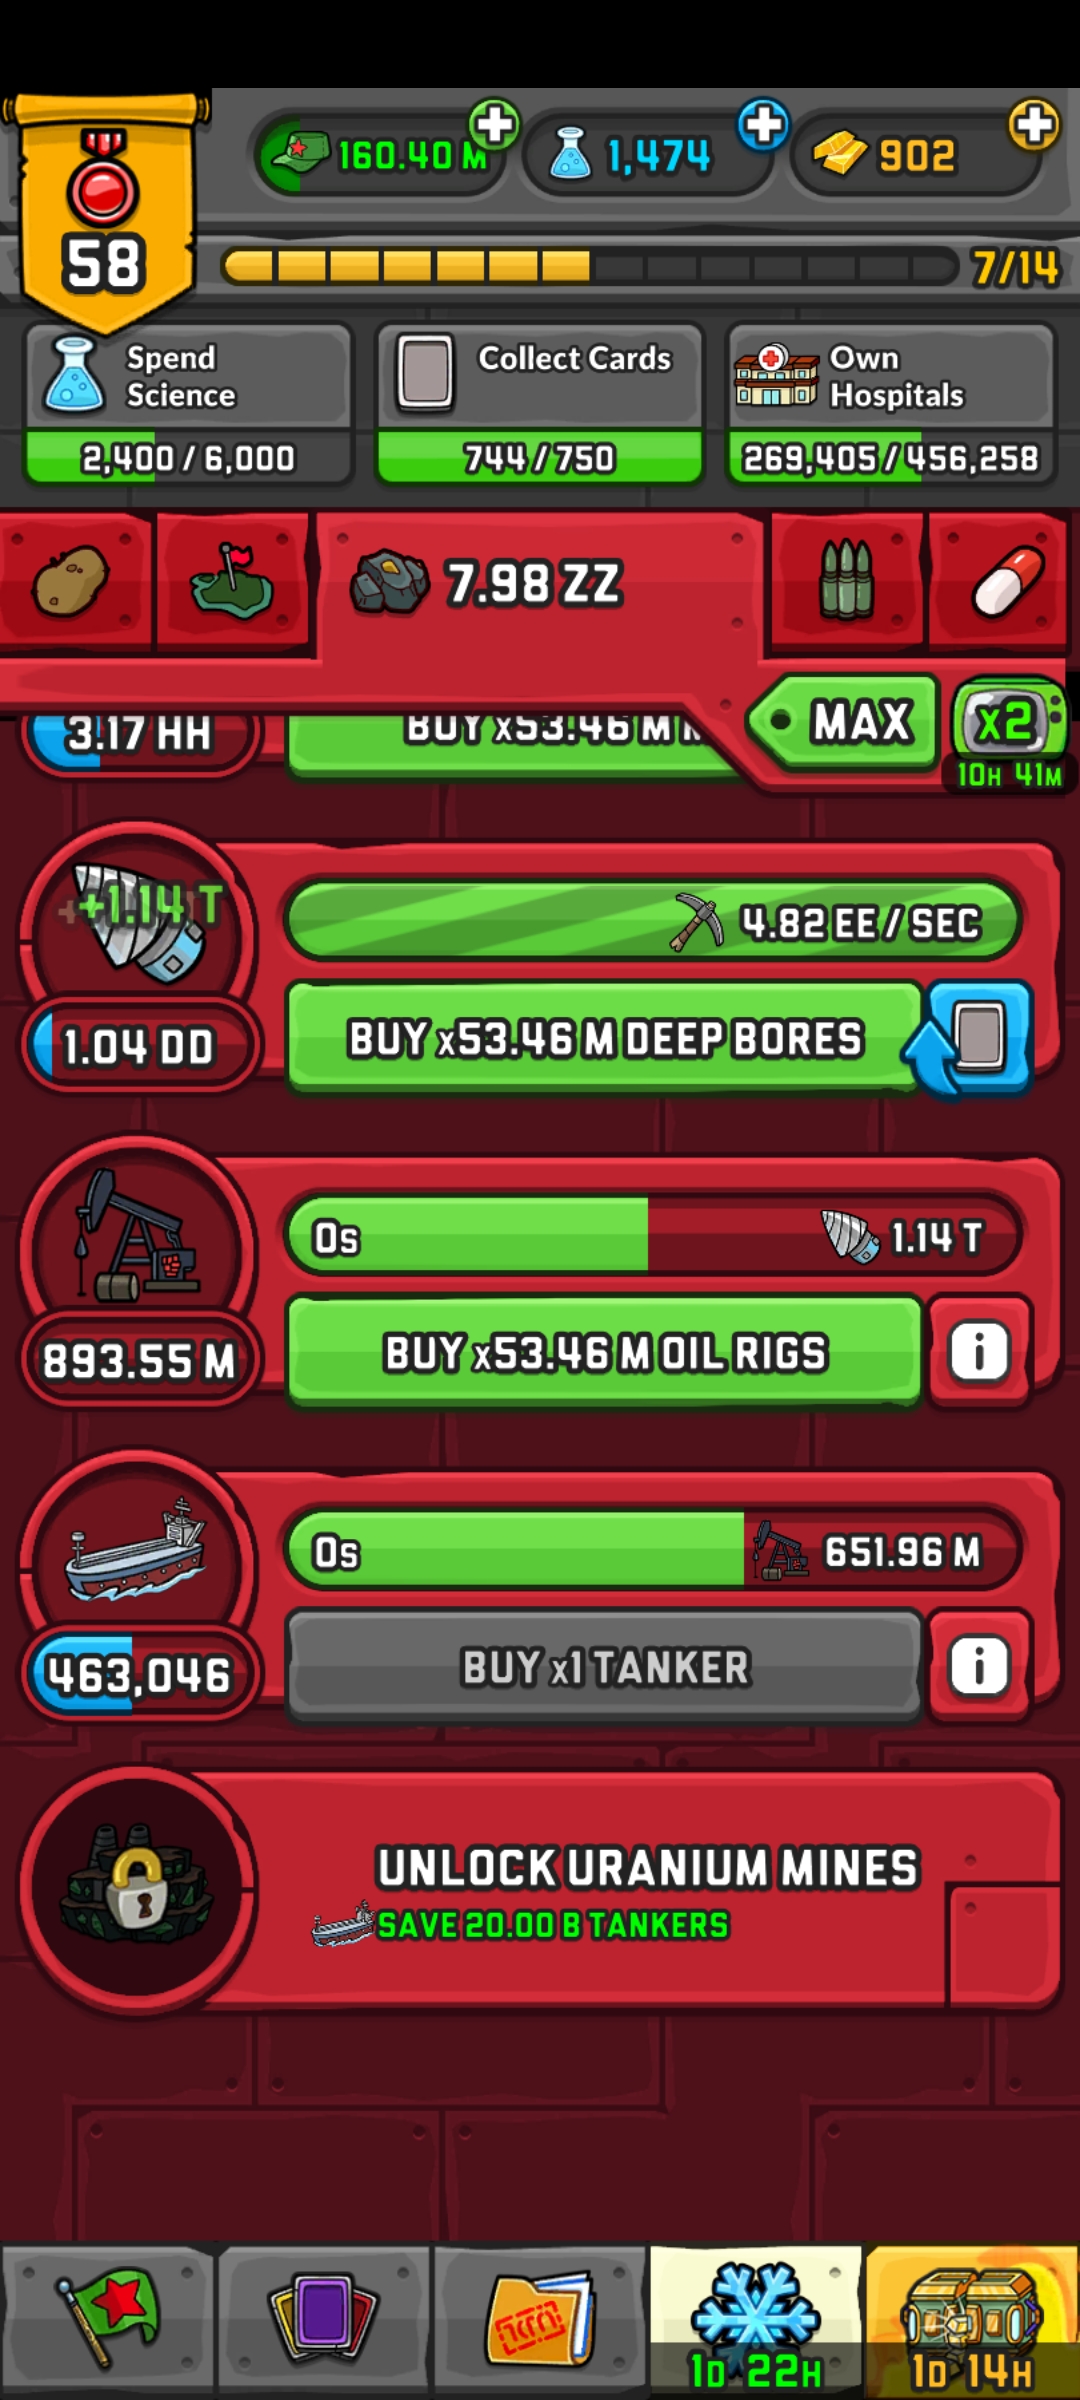 160.40 M
1,474
902
58
7/14
Spend
Science
2,400 / 6,000
Collect Cards
744 / 750
Own
Hospitals
269,405 / 456,258
7.98 ZZ
MAX
x2
10H 41M
3.17 HH
BUY x53.46 M
+1.14 T
4.82 EE / SEC
1.04 DD
BUY x53.46 M DEEP BORES
0s
1.14 T
893.55 M
BUY x53.46 M OIL RIGS
i
0s
651.96 M
463,046
BUY x1 TANKER
i
UNLOCK URANIUM MINES
SAVE 20.00 B TANKERS
1D 22H
1D 14H